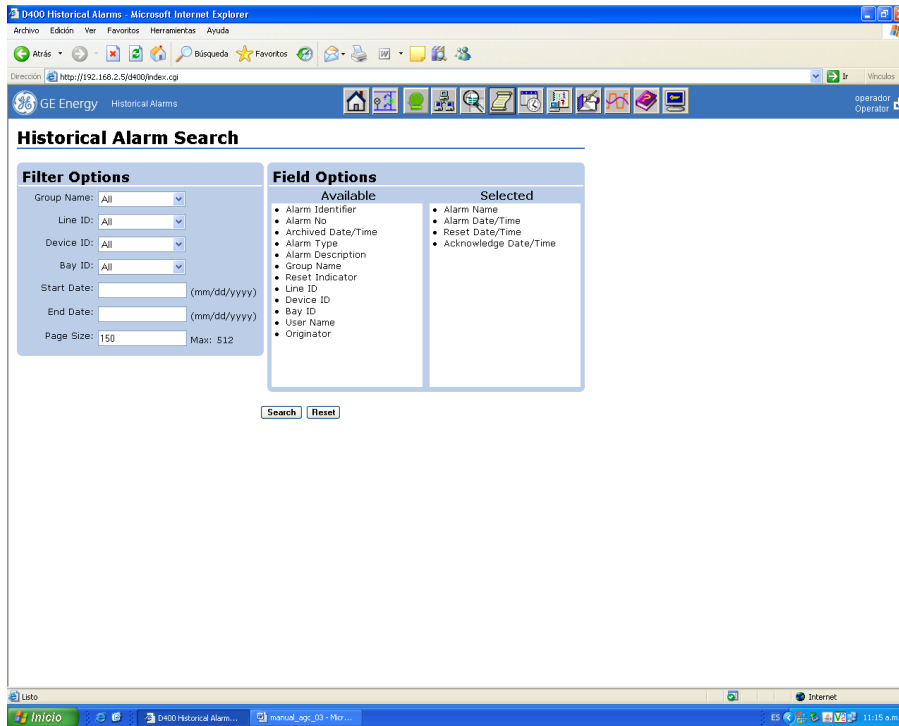 D400 Historical Alarms - Microsoft Internet Explorer
Archivo Edición Ver Favoritos Herramientas Ayuda
Atrás Búsqueda Favoritos
Dirección http://192.168.2.5/d400/index.cgi Ir Vínculos
GE Energy Historical Alarms
operador
Operator
Historical Alarm Search
Filter Options
Group Name: All
Line ID: All
Device ID: All
Bay ID: All
Start Date: (mm/dd/yyyy)
End Date: (mm/dd/yyyy)
Page Size: 150 Max: 512
Field Options
Available
• Alarm Identifier
• Alarm No
• Archived Date/Time
• Alarm Type
• Alarm Description
• Group Name
• Reset Indicator
• Line ID
• Device ID
• Bay ID
• User Name
• Originator
Selected
• Alarm Name
• Alarm Date/Time
• Reset Date/Time
• Acknowledge Date/Time
Search Reset
Listo Internet
Inicio D400 Historical Alarm... manual_agc_03 - Micr... ES 11:15 a.m.